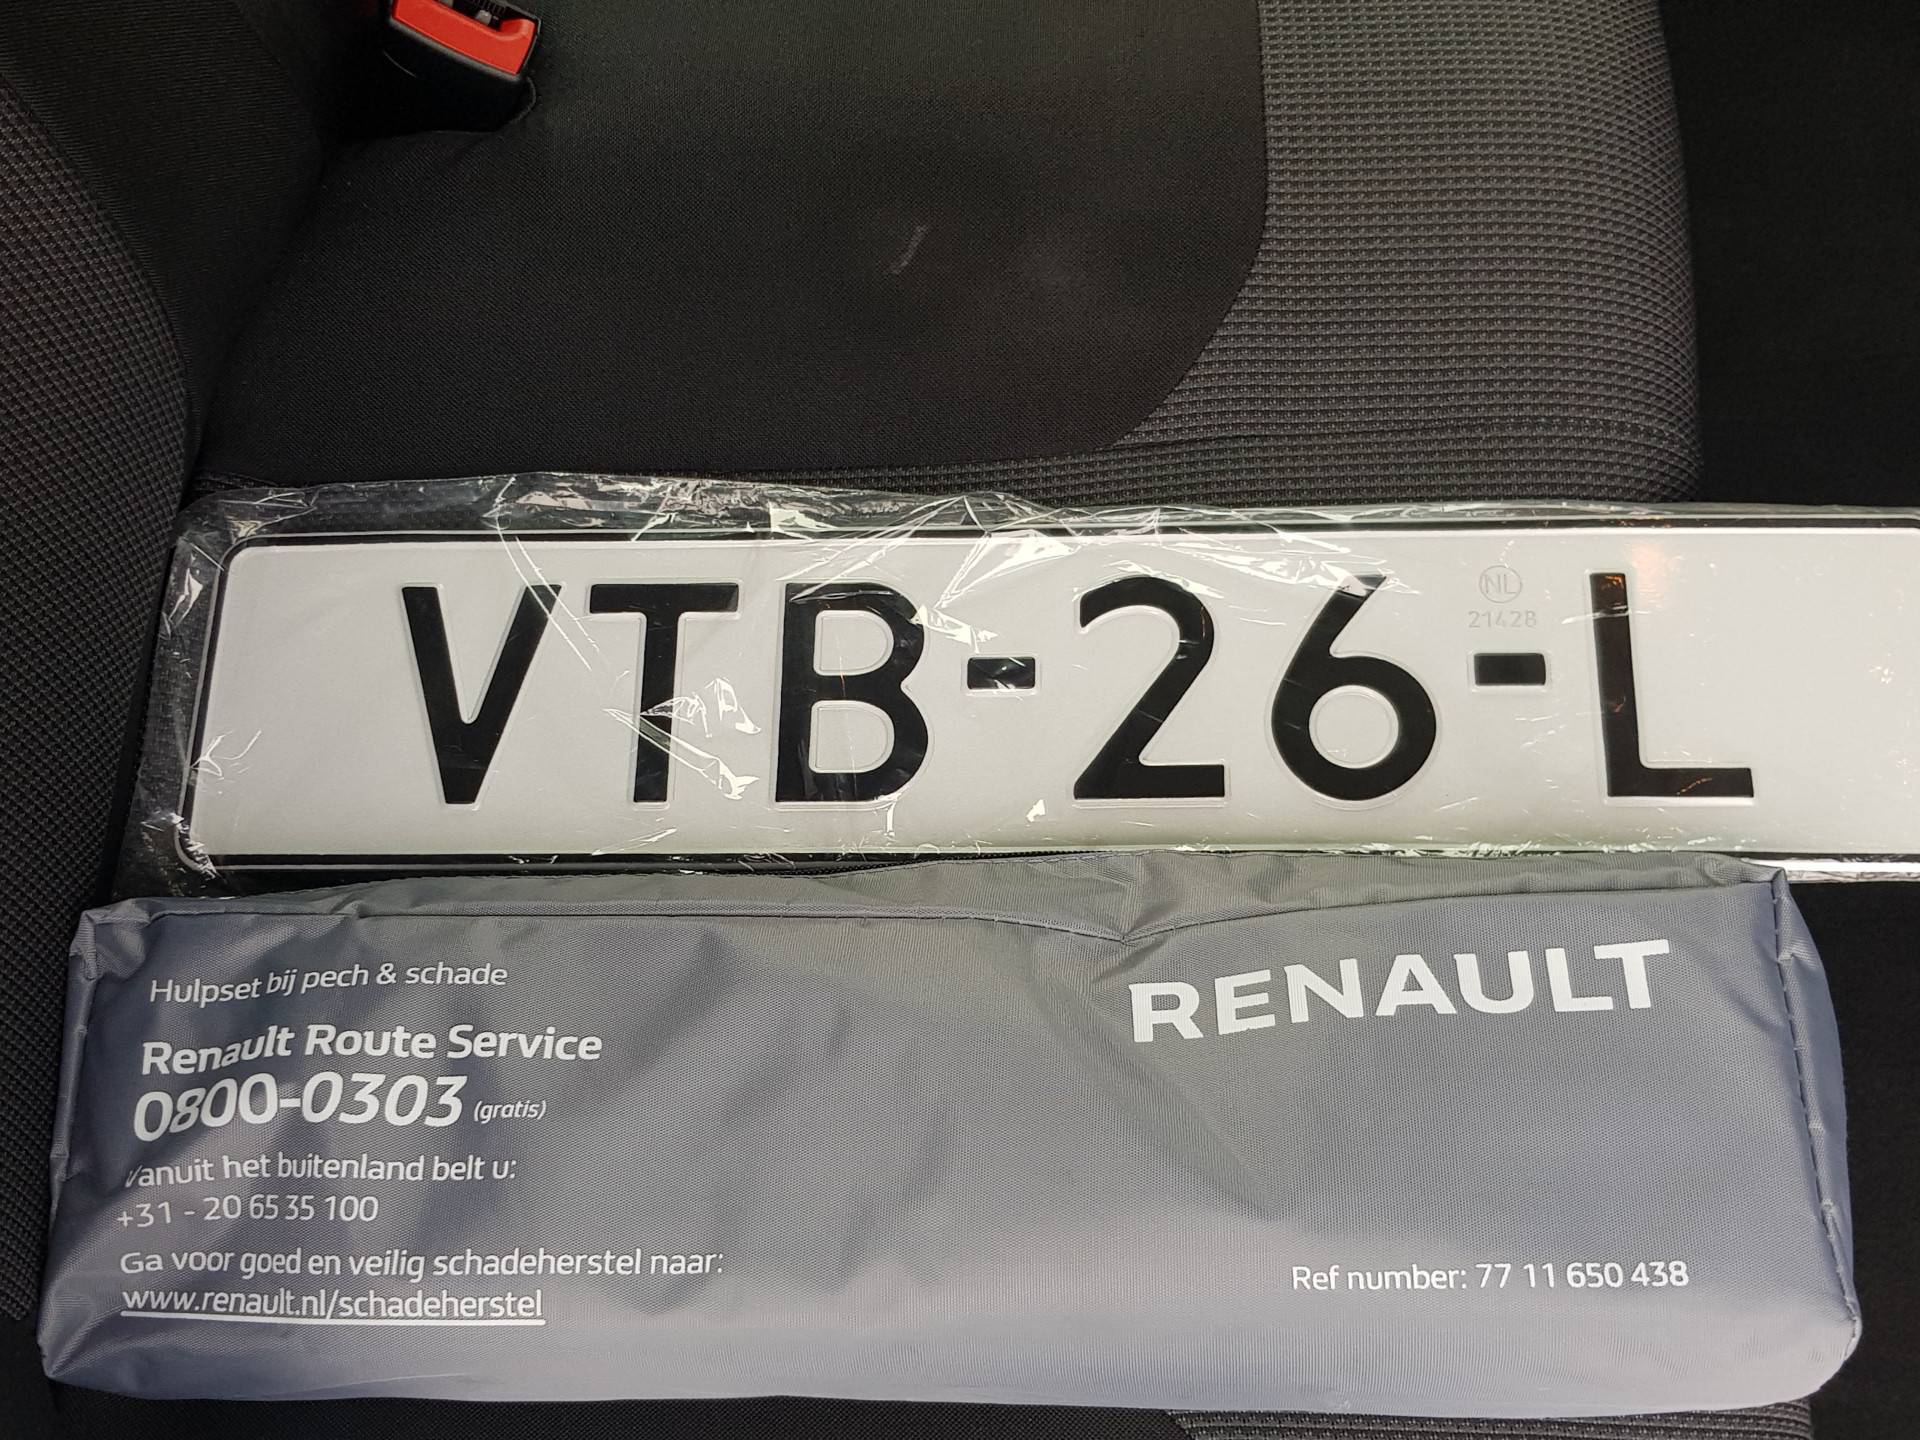 NL
21428
VTB-26-L
RENAULT
Hulpset bij pech & schade
Renault Route Service
0800-0303 (gratis)
Vanuit het buitenland belt u:
+31 - 20 65 35 100
Ga voor goed en veilig schadeherstel naar:
www.renault.nl/schadeherstel
Ref number: 77 11 650 438